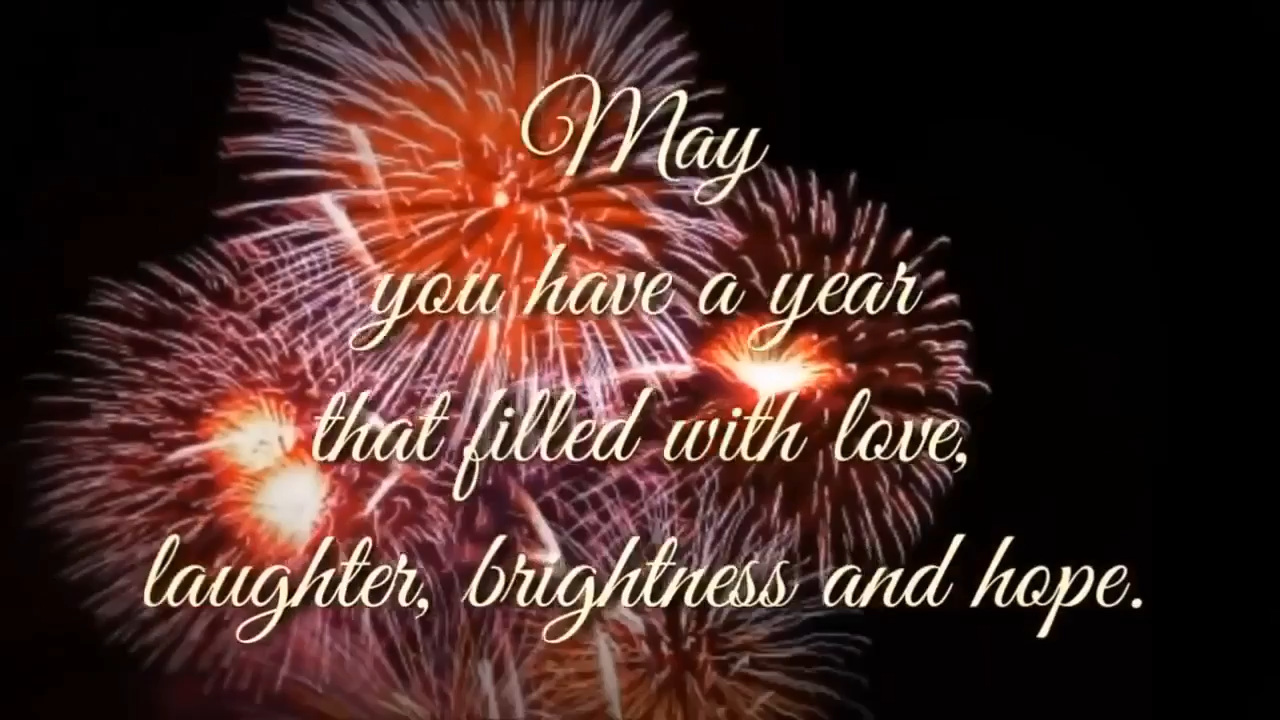 May
you have a year
that filled with love,
laughter, brightness and hope.